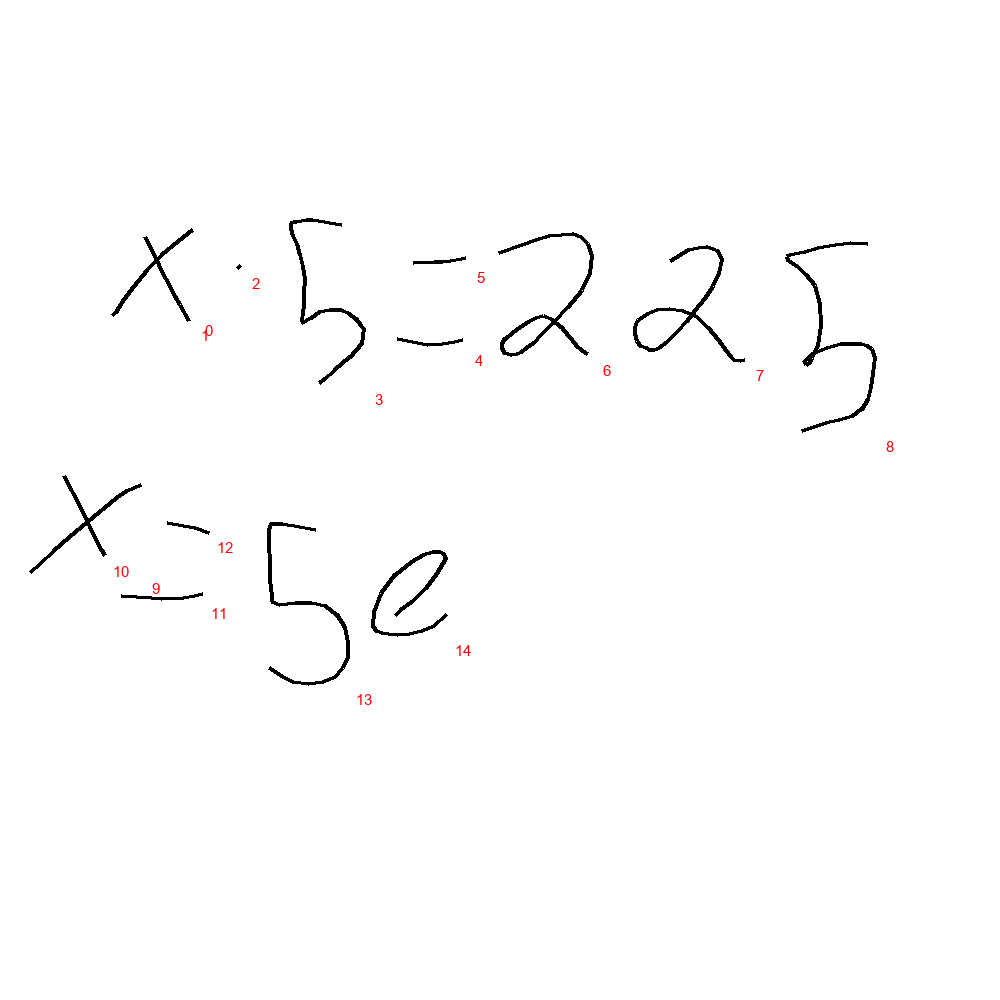 x · 5 = 225
x = 5e